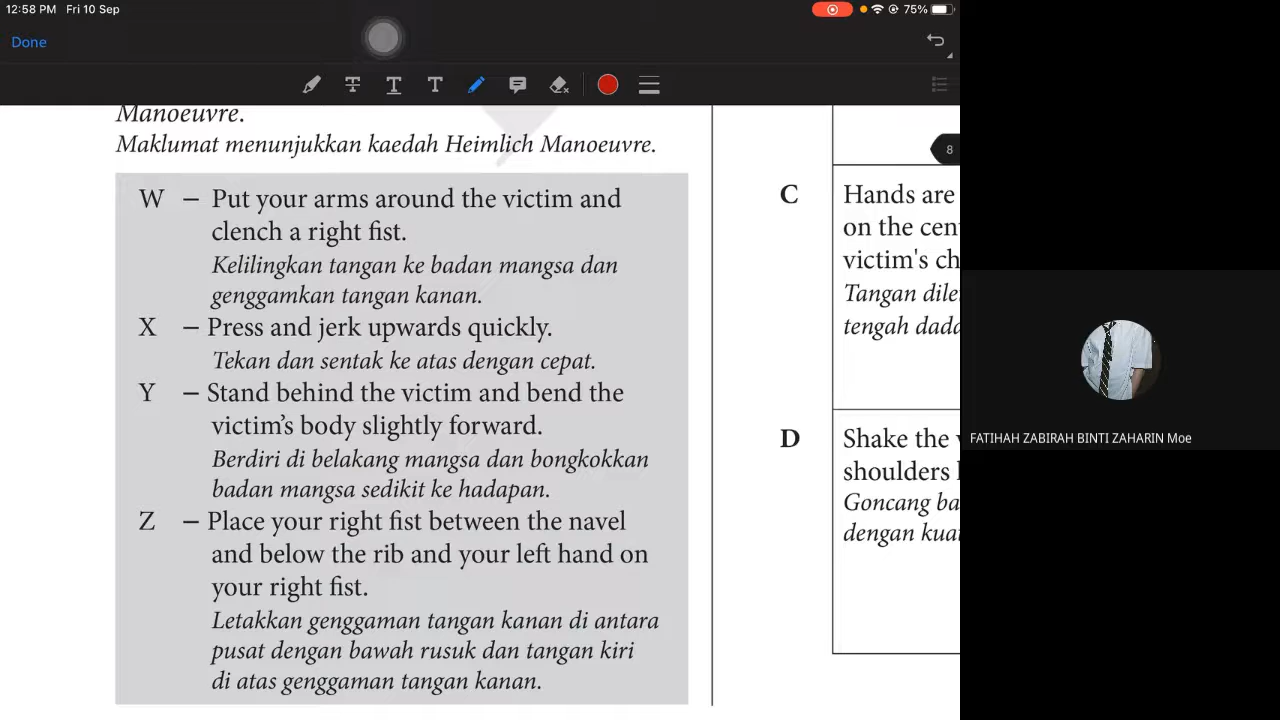 12:58 PM Fri 10 Sep
75%
Done
Manoeuvre.
Maklumat menunjukkan kaedah Heimlich Manoeuvre.
W – Put your arms around the victim and
clench a right fist.
Kelilingkan tangan ke badan mangsa dan
genggamkan tangan kanan.
X – Press and jerk upwards quickly.
Tekan dan sentak ke atas dengan cepat.
Y – Stand behind the victim and bend the
victim's body slightly forward.
Berdiri di belakang mangsa dan bongkokkan
badan mangsa sedikit ke hadapan.
Z – Place your right fist between the navel
and below the rib and your left hand on
your right fist.
Letakkan genggaman tangan kanan di antara
pusat dengan bawah rusuk dan tangan kiri
di atas genggaman tangan kanan.
8
C Hands are
on the cen
victim's ch
Tangan dile
tengah dada
D Shake the
shoulders
Goncang ba
dengan kua
FATIHAH ZABIRAH BINTI ZAHARIN Moe